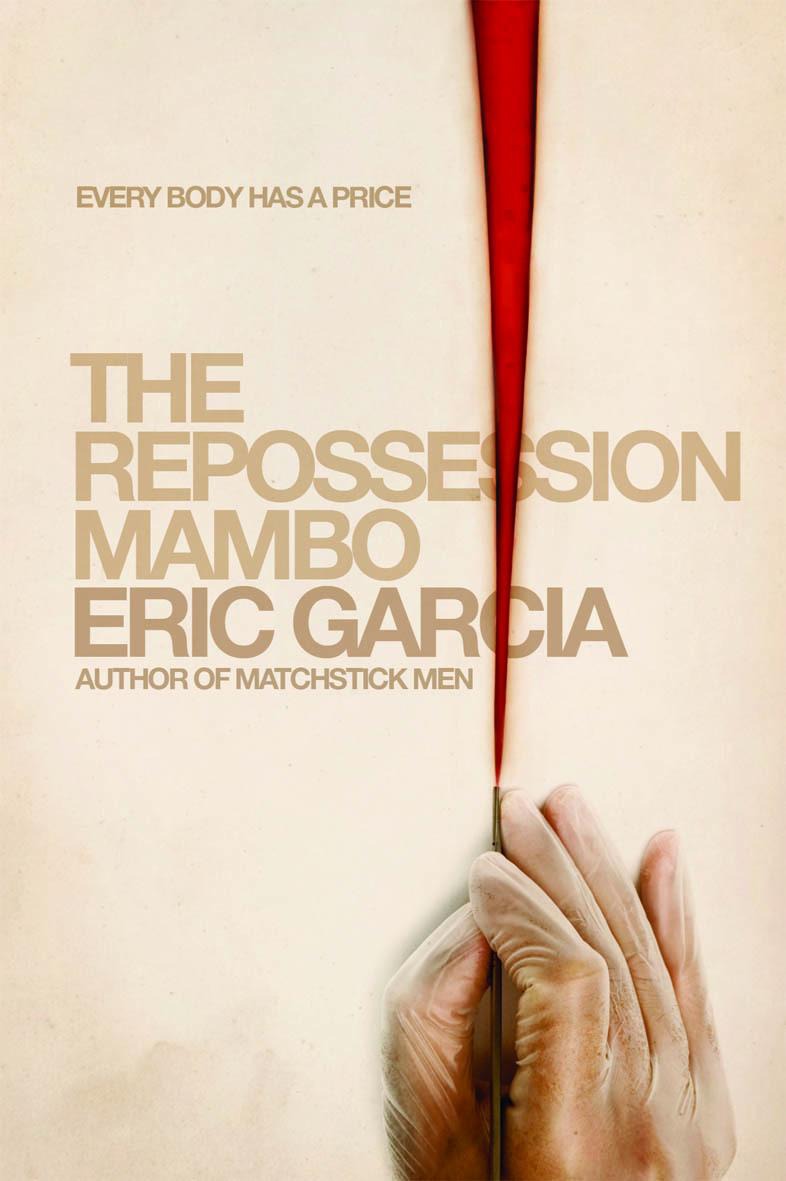 EVERY BODY HAS A PRICE
THE
REPOSSESSION
MAMBO
ERIC GARCIA
AUTHOR OF MATCHSTICK MEN